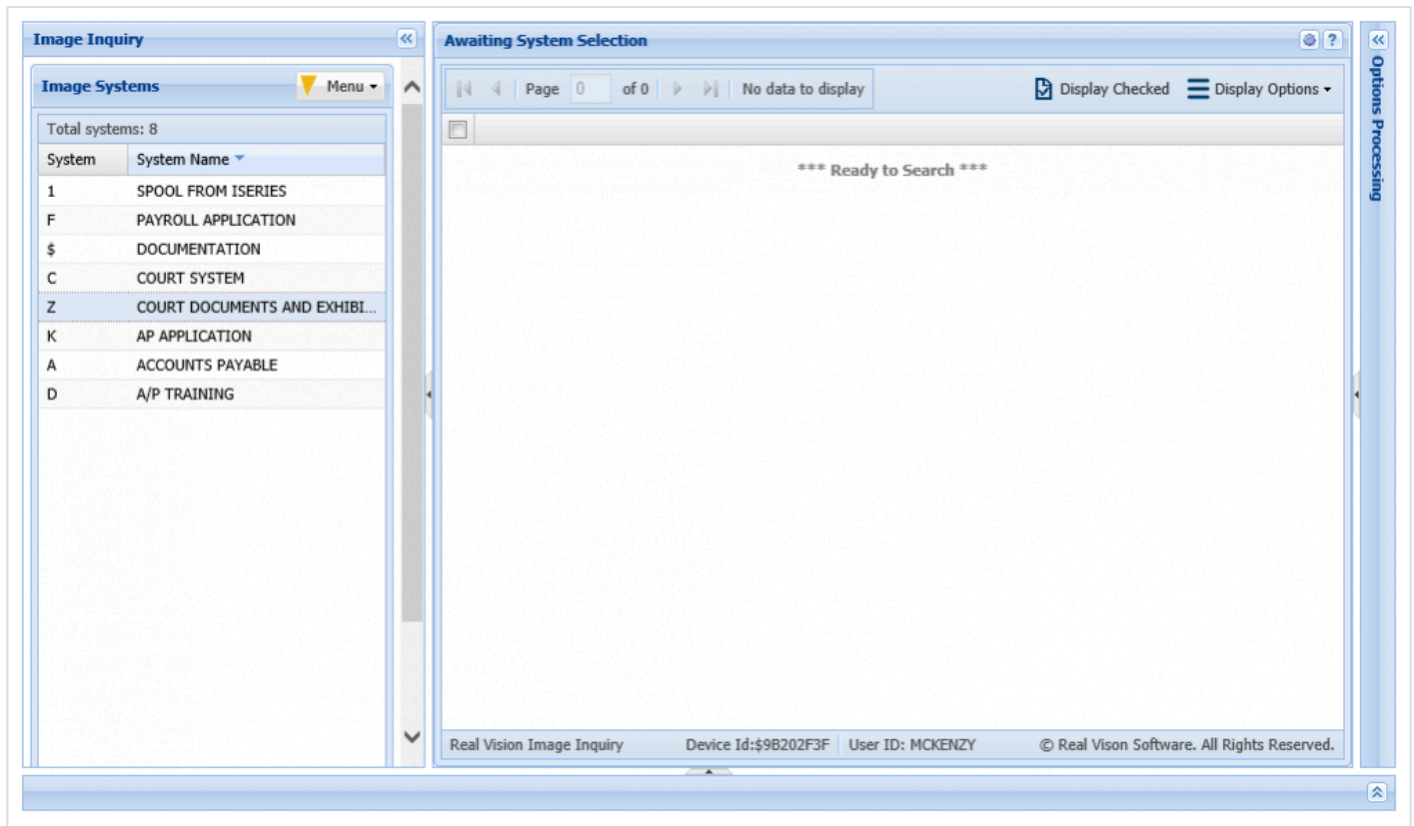 Image Inquiry
Image Systems
Menu
Total systems: 8
System System Name
1 SPOOL FROM ISERIES
F PAYROLL APPLICATION
$ DOCUMENTATION
C COURT SYSTEM
Z COURT DOCUMENTS AND EXHIBI...
K AP APPLICATION
A ACCOUNTS PAYABLE
D A/P TRAINING
Awaiting System Selection
?
Page 0 of 0 No data to display Display Checked Display Options
*** Ready to Search ***
Real Vision Image Inquiry Device Id:$9B202F3F User ID: MCKENZY © Real Vison Software. All Rights Reserved.
Options Processing